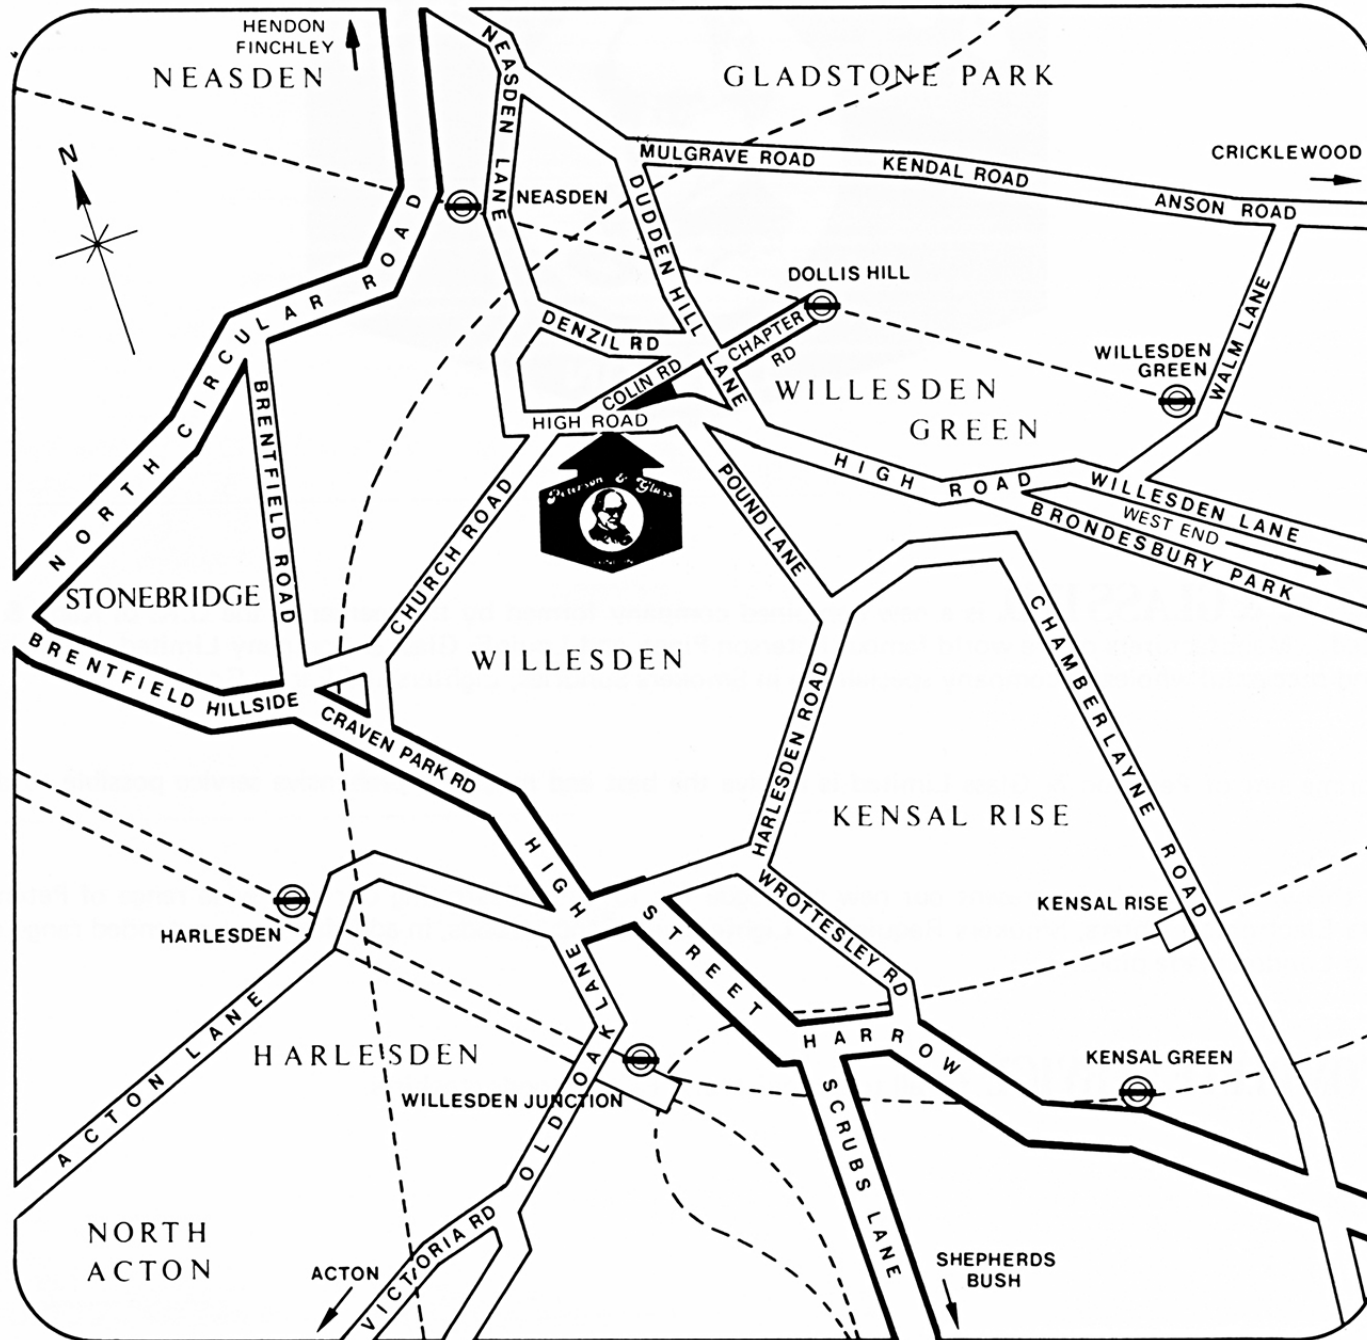 HENDON
FINCHLEY
NEASDEN
GLADSTONE PARK
N
NEASDEN LANE
NEASDEN
MULGRAVE ROAD
KENDAL ROAD
ANSON ROAD
CRICKLEWOOD
DUDDEN HILL LANE
DOLLIS HILL
NORTH CIRCULAR ROAD
DENZIL RD
CHAPTER
RD
COLIN RD
WILLESDEN
GREEN
WALM LANE
WILLESDEN
GREEN
HIGH ROAD
BRENTFIELD ROAD
CHURCH ROAD
Peterson & Glass
POUND LANE
HIGH ROAD
WILLESDEN LANE
WEST END
BRONDESBURY PARK
STONEBRIDGE
WILLESDEN
BRENTFIELD
HILLSIDE
CRAVEN PARK RD
HARLESDEN ROAD
CHAMBERLAYNE ROAD
KENSAL RISE
HIGH STREET
WROTTESLEY RD
KENSAL RISE
HARLESDEN
ACTON LANE
HARLESDEN
OLD OAK LANE
WILLESDEN JUNCTION
HARROW
KENSAL GREEN
SCRUBS LANE
NORTH
ACTON
ACTON
VICTORIA RD
SHEPHERDS
BUSH